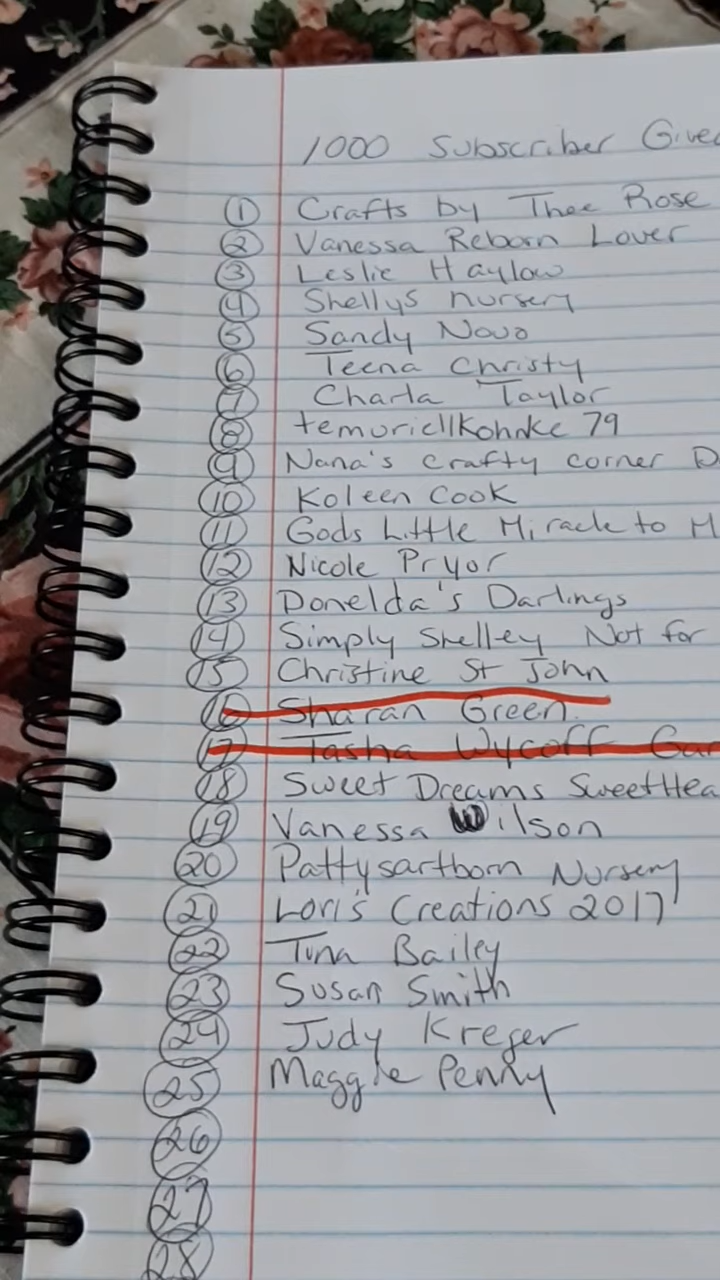 1000 Subscriber Givea
① Crafts by Thee Rose
② Vanessa Reborn Lover
③ Leslie Haylow
④ Shellys nursery
⑤ Sandy Novo
⑥ Teena Christy
⑦ Charla Taylor
⑧ temuriellkohnke 79
⑨ Nana's crafty corner D
⑩ Koleen Cook
⑪ Gods Little Miracle to M
⑫ Nicole Pryor
⑬ Donelda's Darlings
⑭ Simply Shelley Not for
⑮ Christine St John
⑯ Sharan Green
⑰ Tasha Wycoff Gar
⑱ Sweet Dreams SweetHea
⑲ Vanessa Wilson
⑳ Pattysartborn Nursery
㉑ Lori's Creations 2017
㉒ Tina Bailey
㉓ Susan Smith
㉔ Judy Kreger
㉕ Maggie Penny
㉖
㉗
㉘